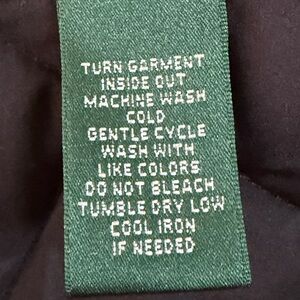 TURN GARMENT
INSIDE OUT
MACHINE WASH
COLD
GENTLE CYCLE
WASH WITH
LIKE COLORS
DO NOT BLEACH
TUMBLE DRY LOW
COOL IRON
IF NEEDED